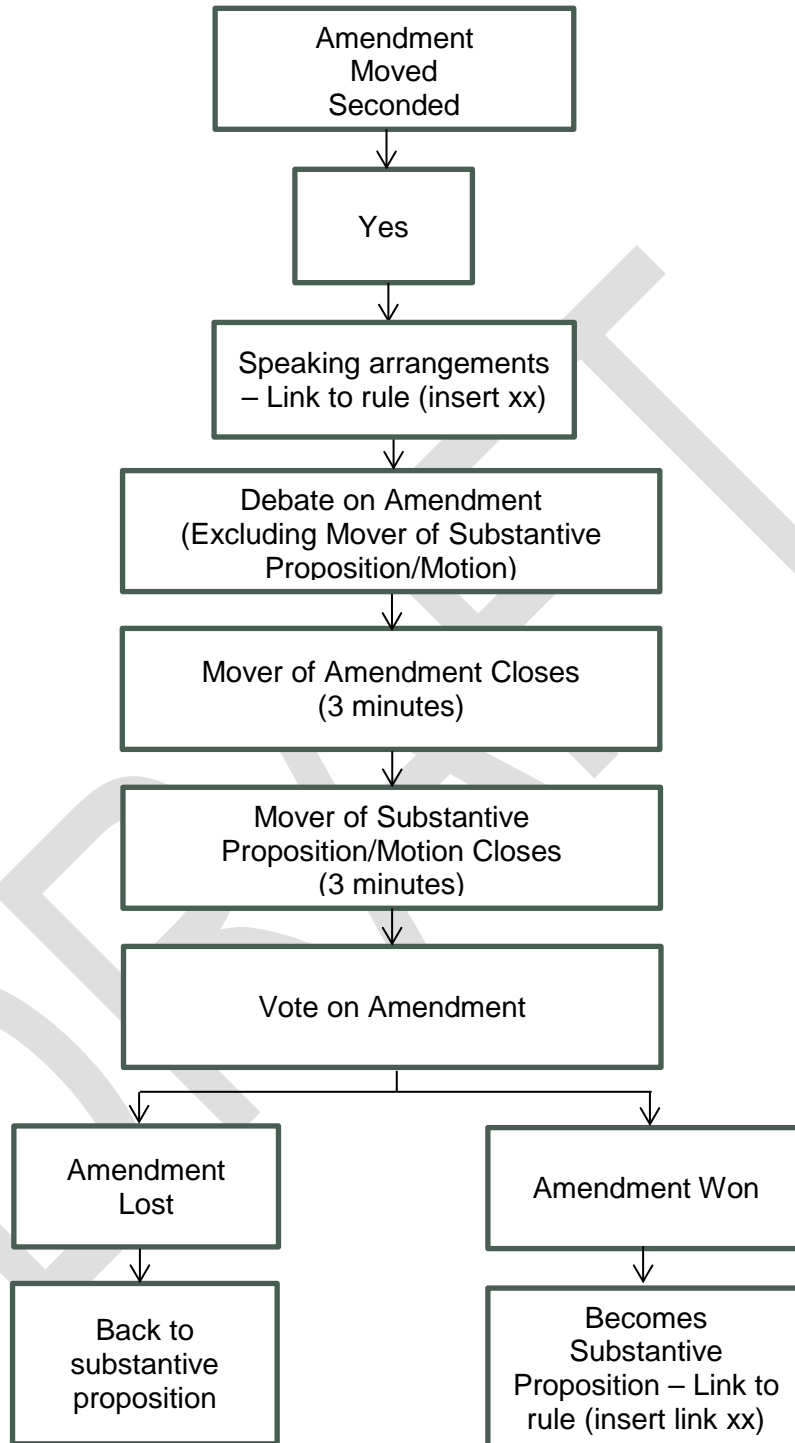 Amendment
Moved
Seconded
Yes
Speaking arrangements
– Link to rule (insert xx)
Debate on Amendment
(Excluding Mover of Substantive
Proposition/Motion)
Mover of Amendment Closes
(3 minutes)
Mover of Substantive
Proposition/Motion Closes
(3 minutes)
Vote on Amendment
Amendment
Lost
Amendment Won
Back to
substantive
proposition
Becomes
Substantive
Proposition – Link to
rule (insert link xx)
DRAFT